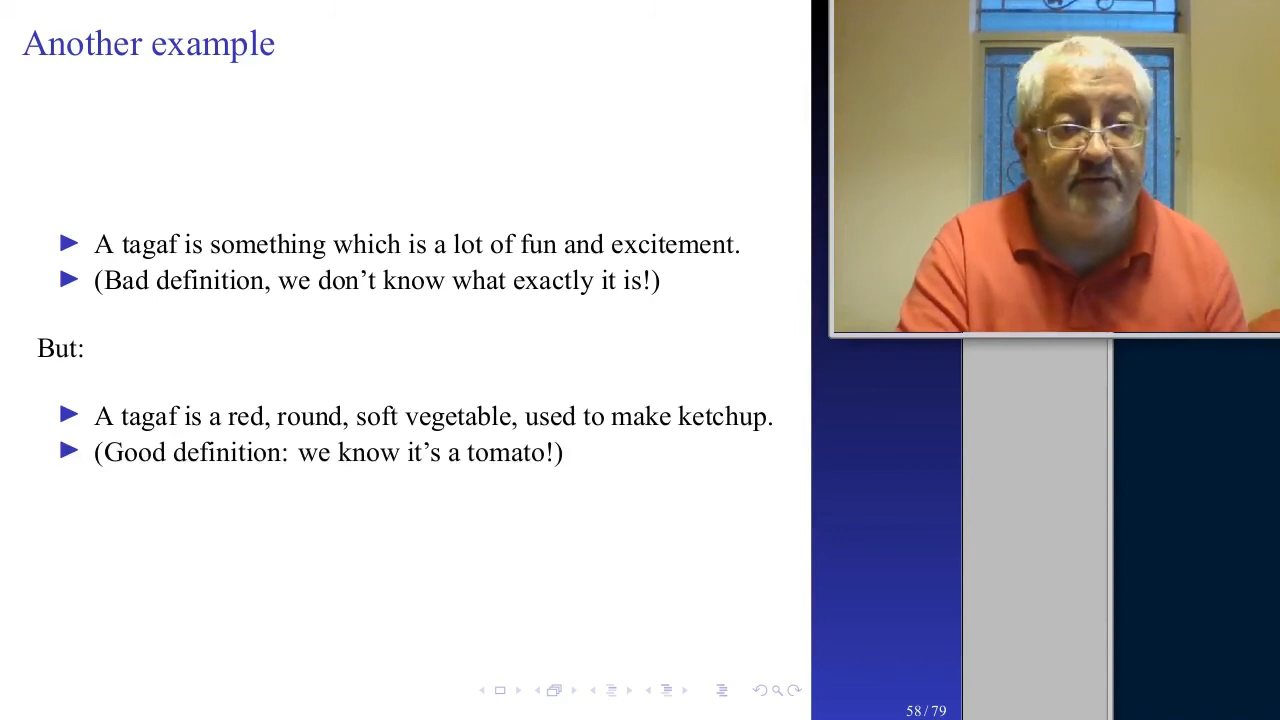 Another example
A tagaf is something which is a lot of fun and excitement.
(Bad definition, we don’t know what exactly it is!)
But:
A tagaf is a red, round, soft vegetable, used to make ketchup.
(Good definition: we know it’s a tomato!)
58 / 79